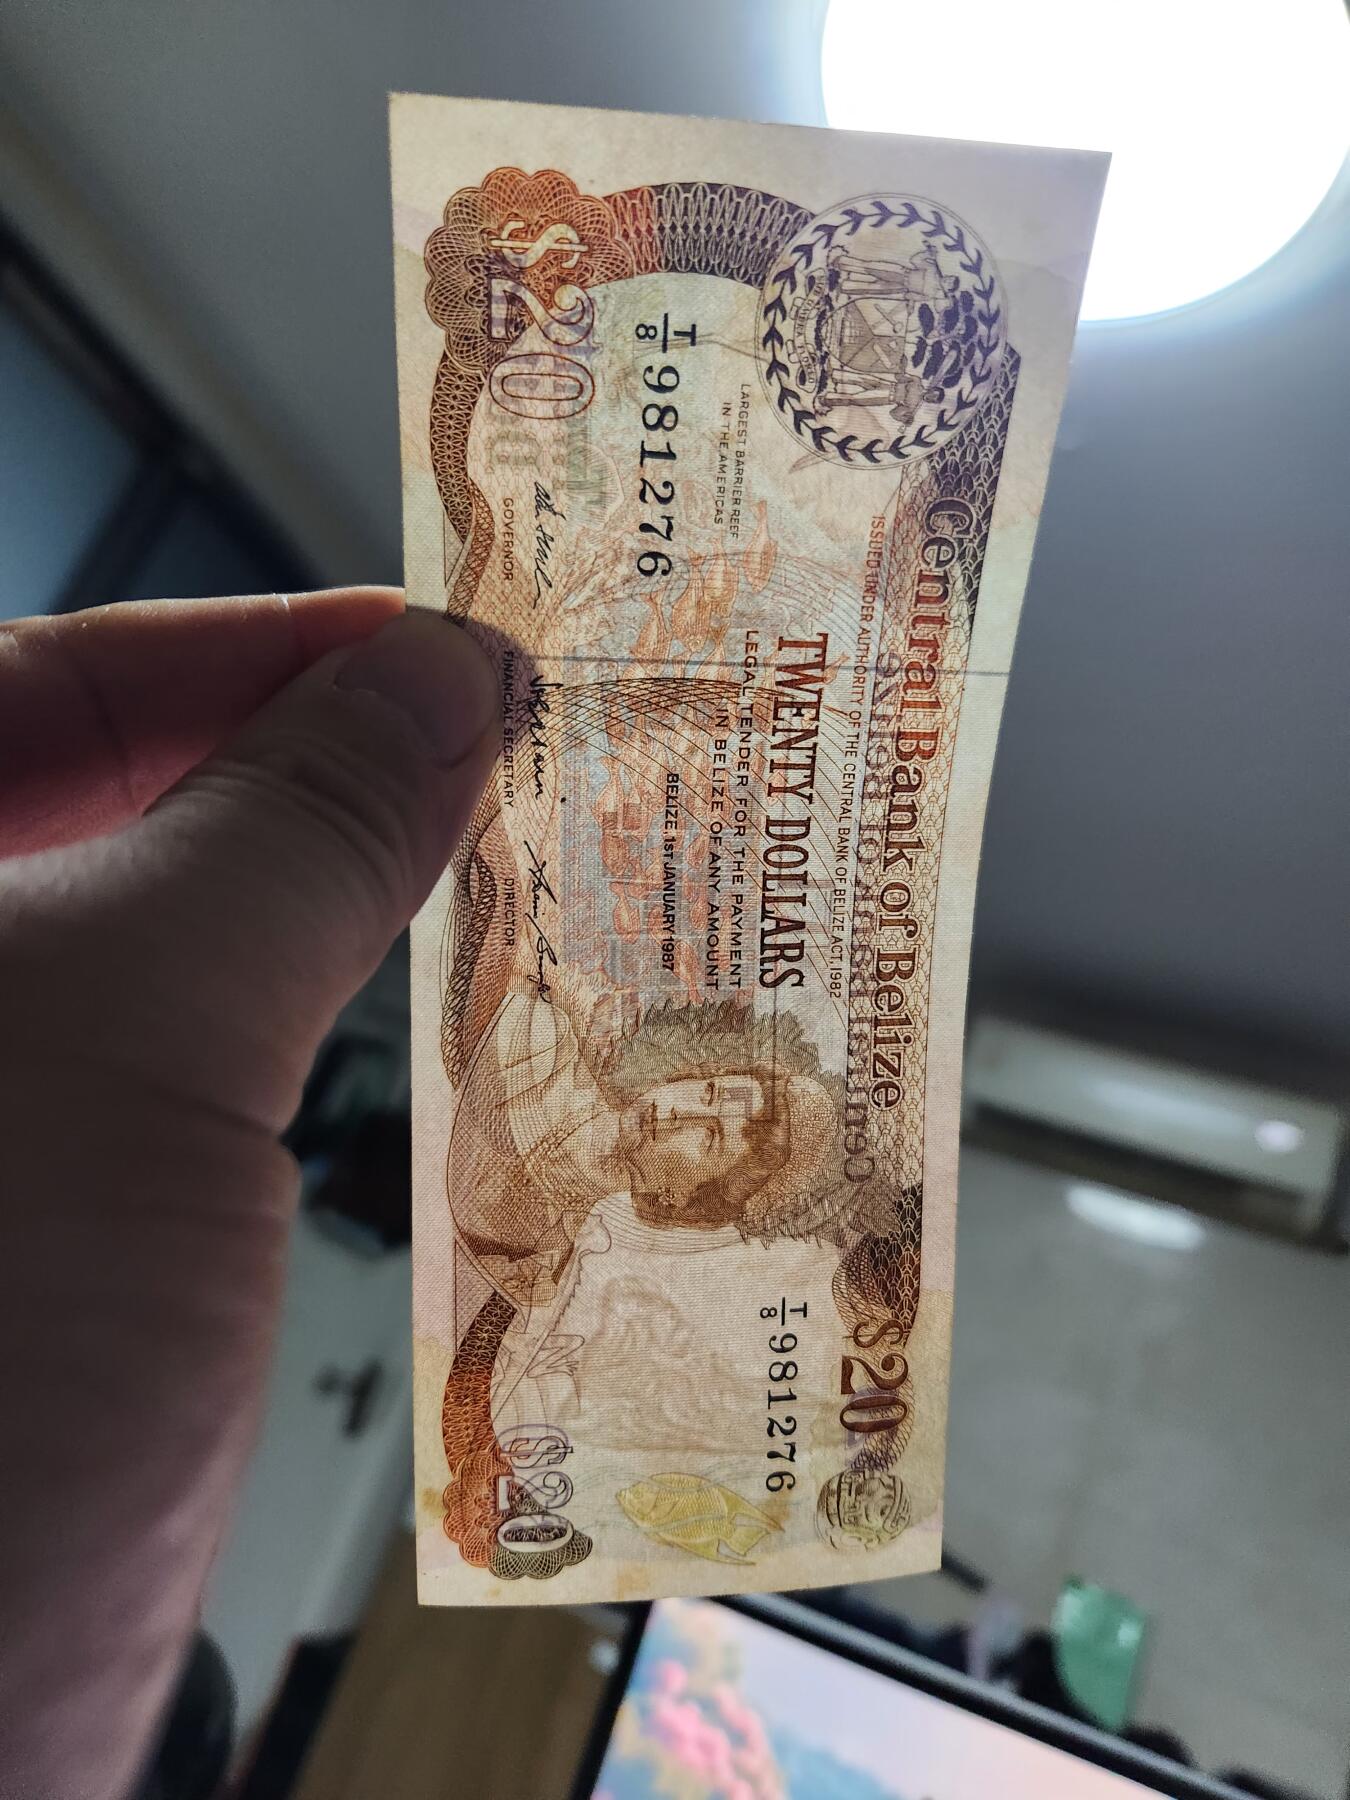 Central Bank of Belize
ISSUED UNDER AUTHORITY OF THE CENTRAL BANK OF BELIZE ACT, 1982
TWENTY DOLLARS
LEGAL TENDER FOR THE PAYMENT
IN BELIZE OF ANY AMOUNT
BELIZE, 1ST JANUARY 1987
LARGEST BARRIER REEF
IN THE AMERICAS
T/8 981276
$20
GOVERNOR
FINANCIAL SECRETARY
DIRECTOR
$20
T/8 981276
$20